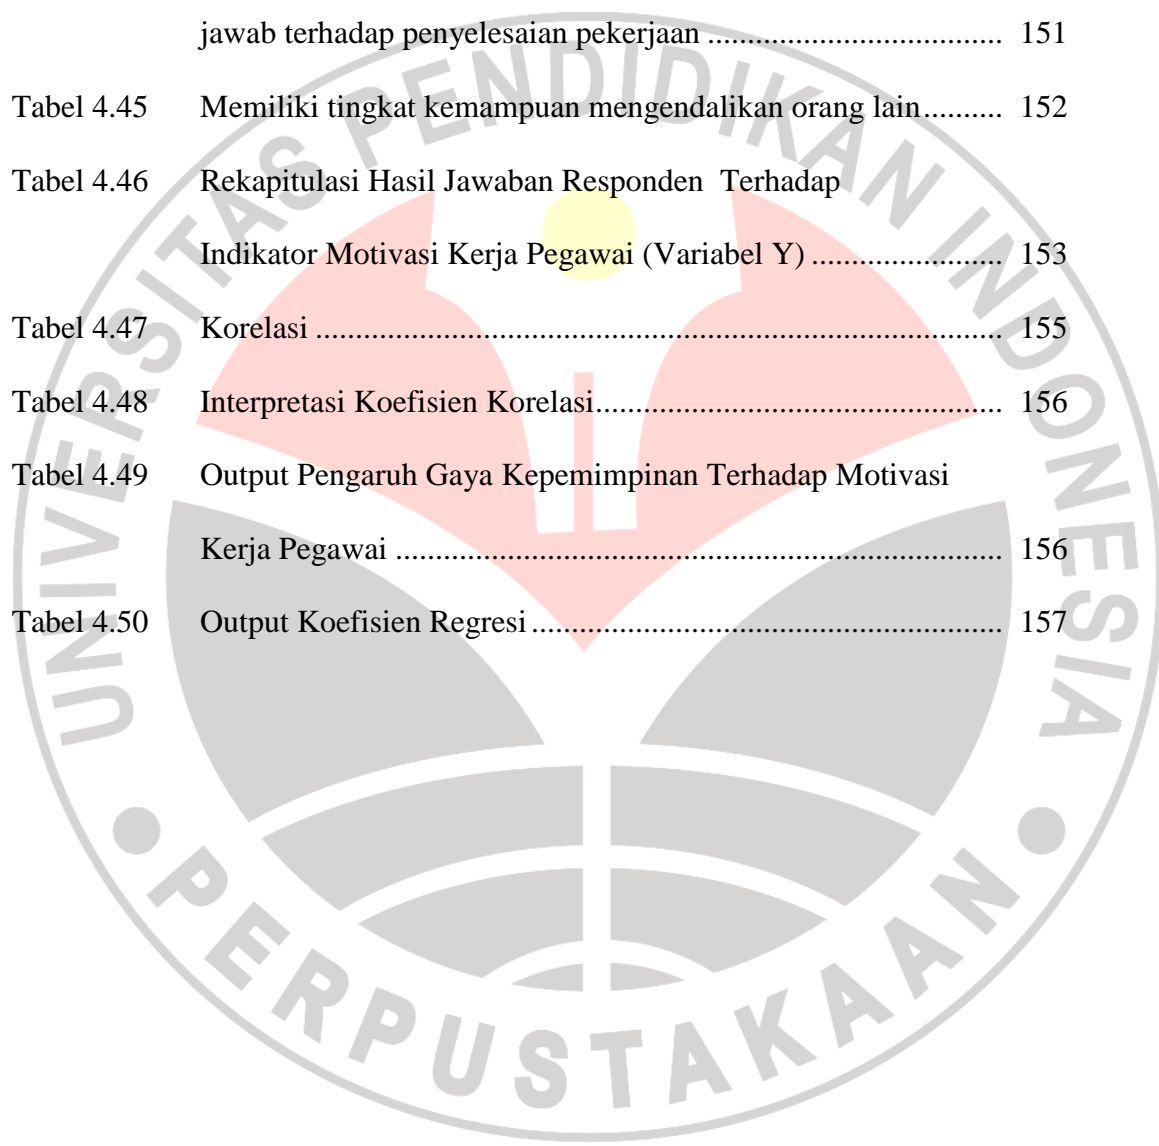 jawab terhadap penyelesaian pekerjaan ..................................... 151
Tabel 4.45 Memiliki tingkat kemampuan mengendalikan orang lain.......... 152
Tabel 4.46 Rekapitulasi Hasil Jawaban Responden Terhadap
Indikator Motivasi Kerja Pegawai (Variabel Y) ........................ 153
Tabel 4.47 Korelasi ..................................................................................... 155
Tabel 4.48 Interpretasi Koefisien Korelasi................................................... 156
Tabel 4.49 Output Pengaruh Gaya Kepemimpinan Terhadap Motivasi
Kerja Pegawai ........................................................................... 156
Tabel 4.50 Output Koefisien Regresi ........................................................... 157
UNIVERSITAS PENDIDIKAN INDONESIA
PERPUSTAKAAN